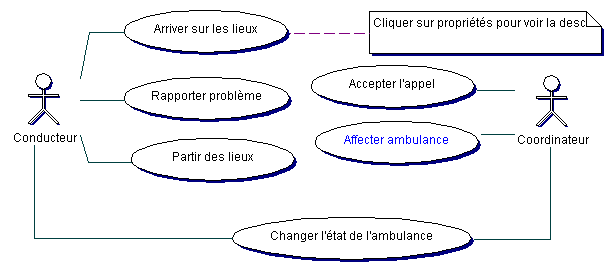 Arriver sur les lieux
Cliquer sur propriétés pour voir la desc
Rapporter problème
Accepter l'appel
Conducteur
Coordinateur
Affecter ambulance
Partir des lieux
Changer l'état de l'ambulance